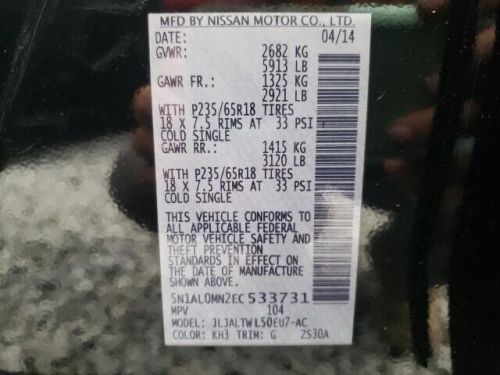 MFD BY NISSAN MOTOR CO., LTD.
DATE: 04/14
GVWR: 2682 KG
5913 LB
GAWR FR.: 1325 KG
2921 LB
WITH P235/65R18 TIRES
18 X 7.5 RIMS AT 33 PSI
COLD SINGLE
GAWR RR.: 1415 KG
3120 LB
WITH P235/65R18 TIRES
18 X 7.5 RIMS AT 33 PSI
COLD SINGLE
THIS VEHICLE CONFORMS TO
ALL APPLICABLE FEDERAL
MOTOR VEHICLE SAFETY AND
THEFT PREVENTION
STANDARDS IN EFFECT ON
THE DATE OF MANUFACTURE
SHOWN ABOVE.
5N1AL0MN2EC533731
MPV 104
MODEL: JLJALTWL50EU7-AC
COLOR: KH3 TRIM: G ZS30A